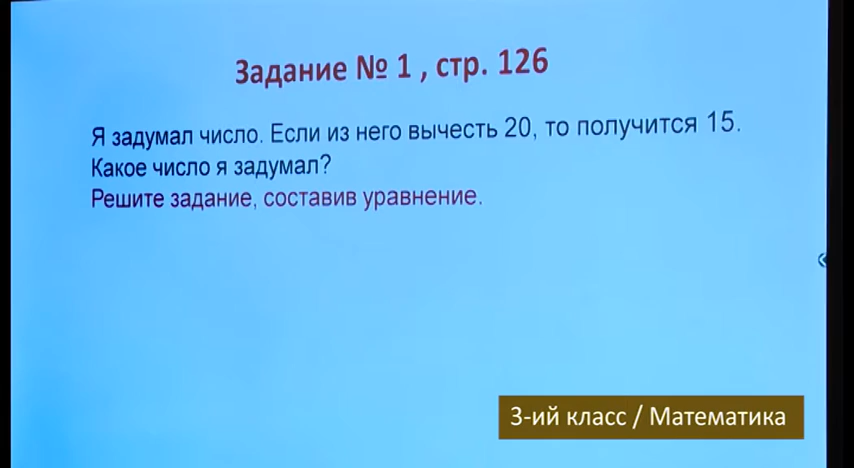 Задание № 1 , стр. 126
Я задумал число. Если из него вычесть 20, то получится 15.
Какое число я задумал?
Решите задание, составив уравнение.
3-ий класс / Математика